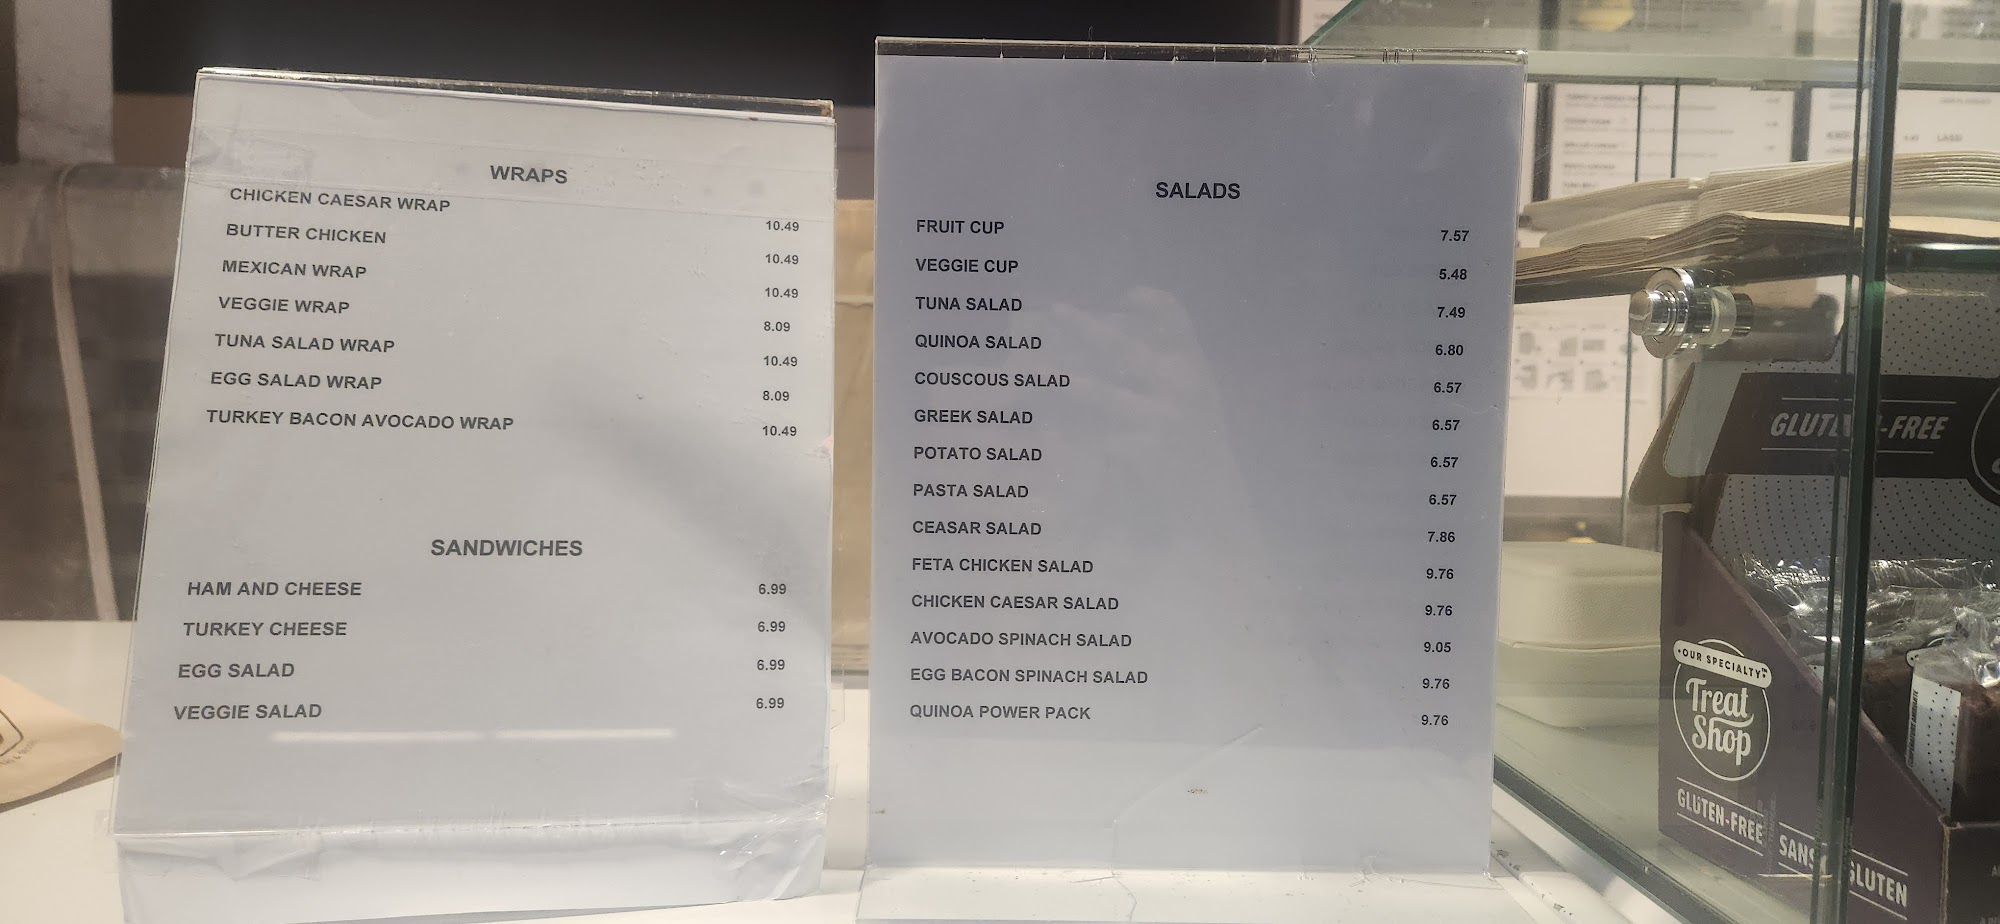 WRAPS
CHICKEN CAESAR WRAP 10.49
BUTTER CHICKEN 10.49
MEXICAN WRAP 10.49
VEGGIE WRAP 8.09
TUNA SALAD WRAP 10.49
EGG SALAD WRAP 8.09
TURKEY BACON AVOCADO WRAP 10.49
SANDWICHES
HAM AND CHEESE 6.99
TURKEY CHEESE 6.99
EGG SALAD 6.99
VEGGIE SALAD 6.99
SALADS
FRUIT CUP 7.57
VEGGIE CUP 5.48
TUNA SALAD 7.49
QUINOA SALAD 6.80
COUSCOUS SALAD 6.57
GREEK SALAD 6.57
POTATO SALAD 6.57
PASTA SALAD 6.57
CEASAR SALAD 7.86
FETA CHICKEN SALAD 9.76
CHICKEN CAESAR SALAD 9.76
AVOCADO SPINACH SALAD 9.05
EGG BACON SPINACH SALAD 9.76
QUINOA POWER PACK 9.76
GLUTEN-FREE
OUR SPECIALTY™
Treat
Shop
GLUTEN-FREE
SANS GLUTEN